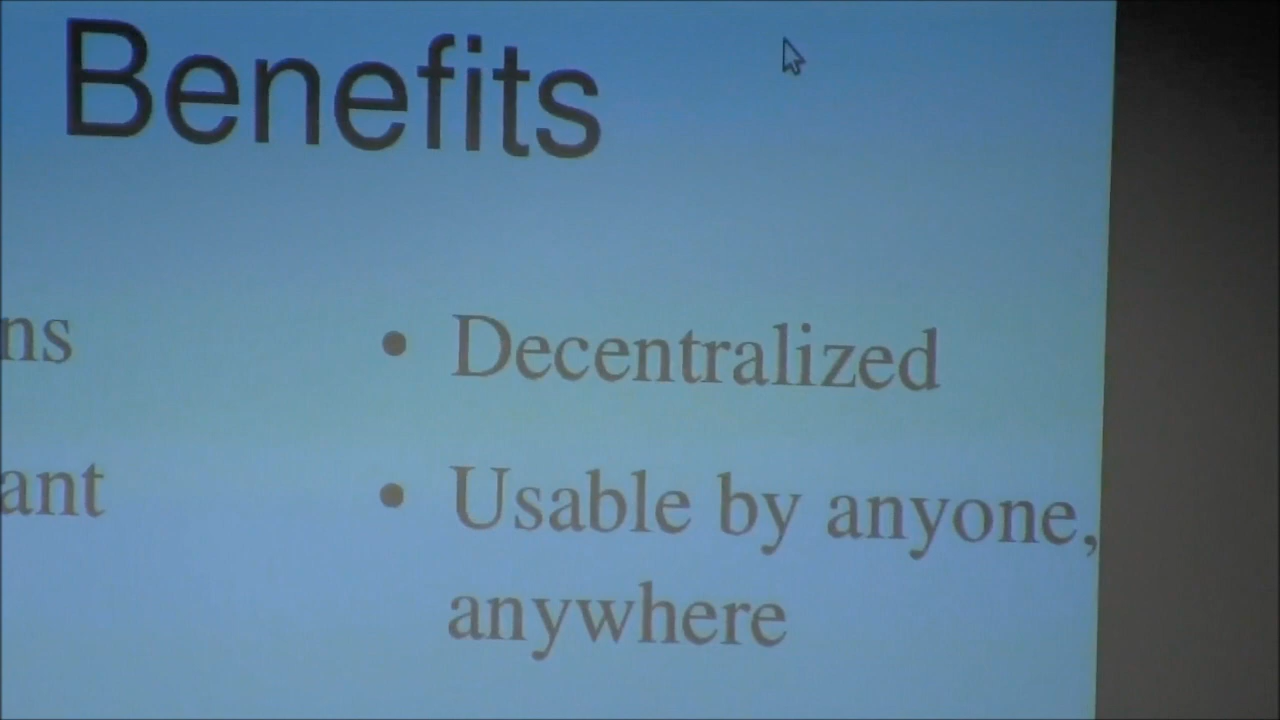 Benefits
ns
ant
• Decentralized
• Usable by anyone,
anywhere